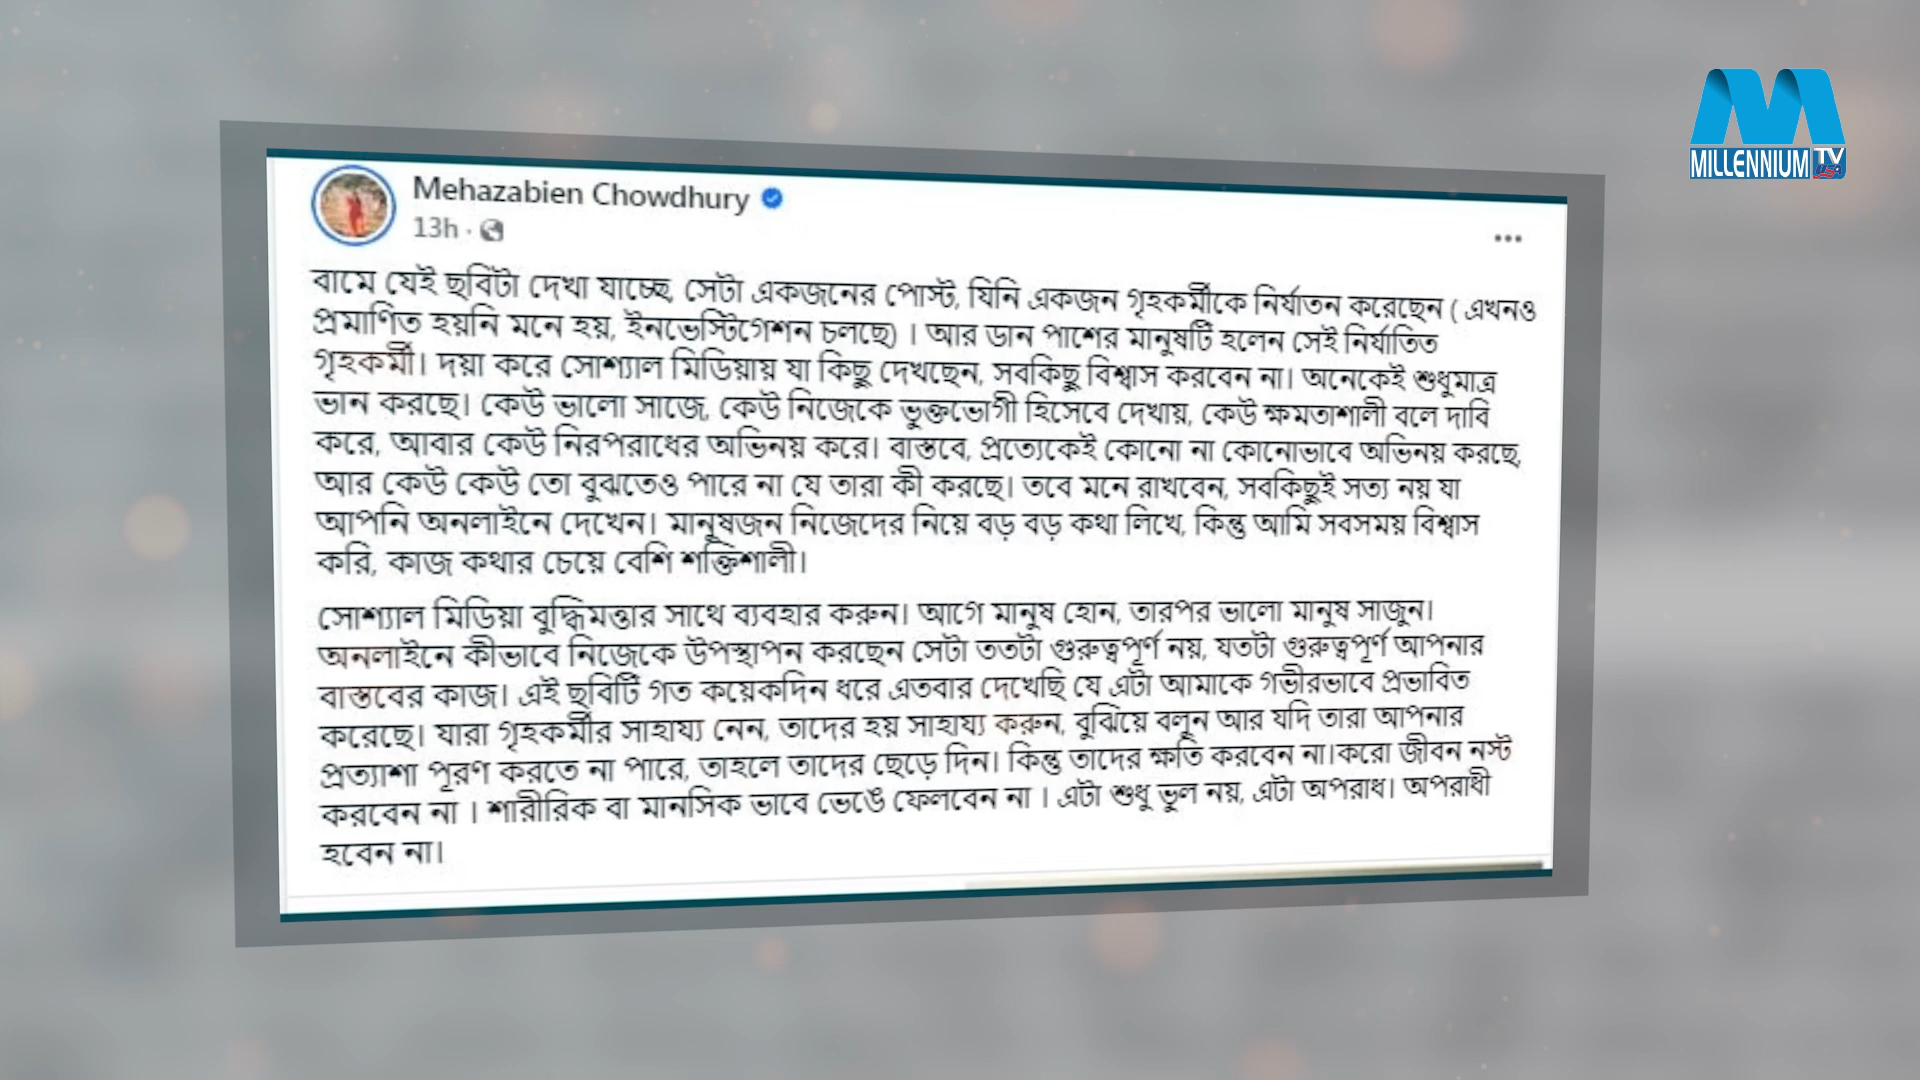 MILLENNIUM TV
USA
Mehazabien Chowdhury
13h ·
বামে যেই ছবিটা দেখা যাচ্ছে, সেটা একজনের পোস্ট, যিনি একজন গৃহকর্মীকে নির্যাতন করেছেন ( এখনও
প্রমাণিত হয়নি মনে হয়, ইনভেস্টিগেশন চলছে) । আর ডান পাশের মানুষটি হলেন সেই নির্যাতিত
গৃহকর্মী। দয়া করে সোশ্যাল মিডিয়ায় যা কিছু দেখছেন, সবকিছু বিশ্বাস করবেন না। অনেকেই শুধুমাত্র
ভান করছে। কেউ ভালো সাজে, কেউ নিজেকে ভুক্তভোগী হিসেবে দেখায়, কেউ ক্ষমতাশালী বলে দাবি
করে, আবার কেউ নিরপরাধের অভিনয় করে। বাস্তবে, প্রত্যেকেই কোনো না কোনোভাবে অভিনয় করছে,
আর কেউ কেউ তো বুঝতেও পারে না যে তারা কী করছে। তবে মনে রাখবেন, সবকিছুই সত্য নয় যা
আপনি অনলাইনে দেখেন। মানুষজন নিজেদের নিয়ে বড় বড় কথা লিখে, কিন্তু আমি সবসময় বিশ্বাস
করি, কাজ কথার চেয়ে বেশি শক্তিশালী।
সোশ্যাল মিডিয়া বুদ্ধিমত্তার সাথে ব্যবহার করুন। আগে মানুষ হোন, তারপর ভালো মানুষ সাজুন।
অনলাইনে কীভাবে নিজেকে উপস্থাপন করছেন সেটা ততটা গুরুত্বপূর্ণ নয়, যতটা গুরুত্বপূর্ণ আপনার
বাস্তবের কাজ। এই ছবিটি গত কয়েকদিন ধরে এতবার দেখেছি যে এটা আমাকে গভীরভাবে প্রভাবিত
করেছে। যারা গৃহকর্মীর সাহায্য নেন, তাদের হয় সাহায্য করুন, বুঝিয়ে বলুন আর যদি তারা আপনার
প্রত্যাশা পূরণ করতে না পারে, তাহলে তাদের ছেড়ে দিন। কিন্তু তাদের ক্ষতি করবেন না।করো জীবন নস্ট
করবেন না । শারীরিক বা মানসিক ভাবে ভেঙে ফেলবেন না । এটা শুধু ভুল নয়, এটা অপরাধ। অপরাধী
হবেন না।